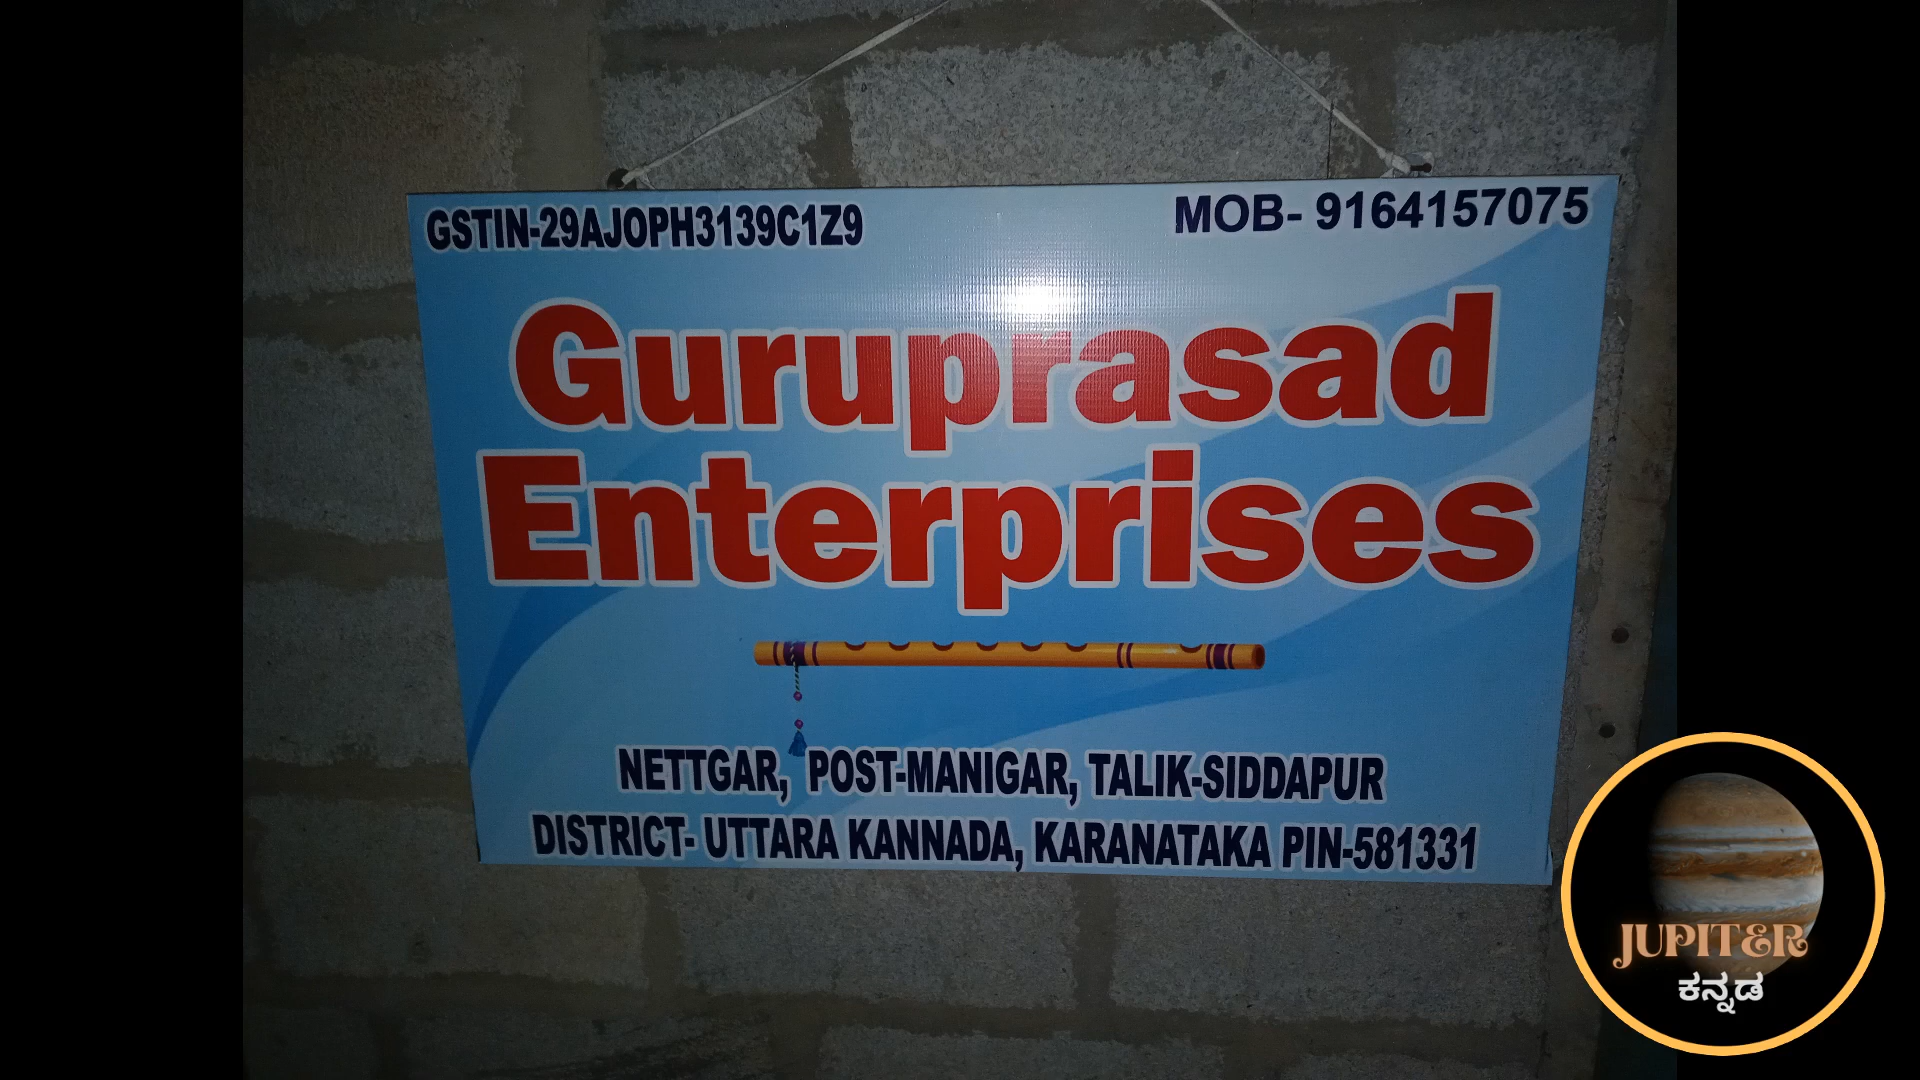 GSTIN-29AJOPH3139C1Z9
MOB- 9164157075
Guruprasad
Enterprises
NETTGAR, POST-MANIGAR, TALIK-SIDDAPUR
DISTRICT- UTTARA KANNADA, KARANATAKA PIN-581331
JUPITER
ಕನ್ನಡ